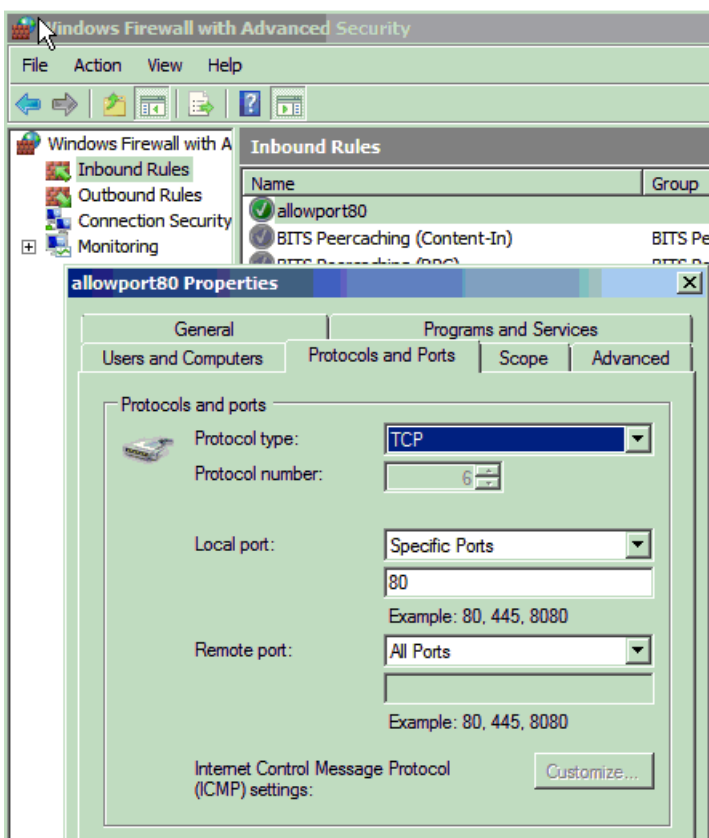 Windows Firewall with Advanced Security
File Action View Help
Windows Firewall with A
Inbound Rules
Outbound Rules
Connection Security
Monitoring
Inbound Rules
Name Group
allowport80
BITS Peercaching (Content-In) BITS Pe
allowport80 Properties
General Programs and Services
Users and Computers Protocols and Ports Scope Advanced
Protocols and ports
Protocol type: TCP
Protocol number: 6
Local port: Specific Ports
80
Example: 80, 445, 8080
Remote port: All Ports
Example: 80, 445, 8080
Internet Control Message Protocol
(ICMP) settings: Customize...